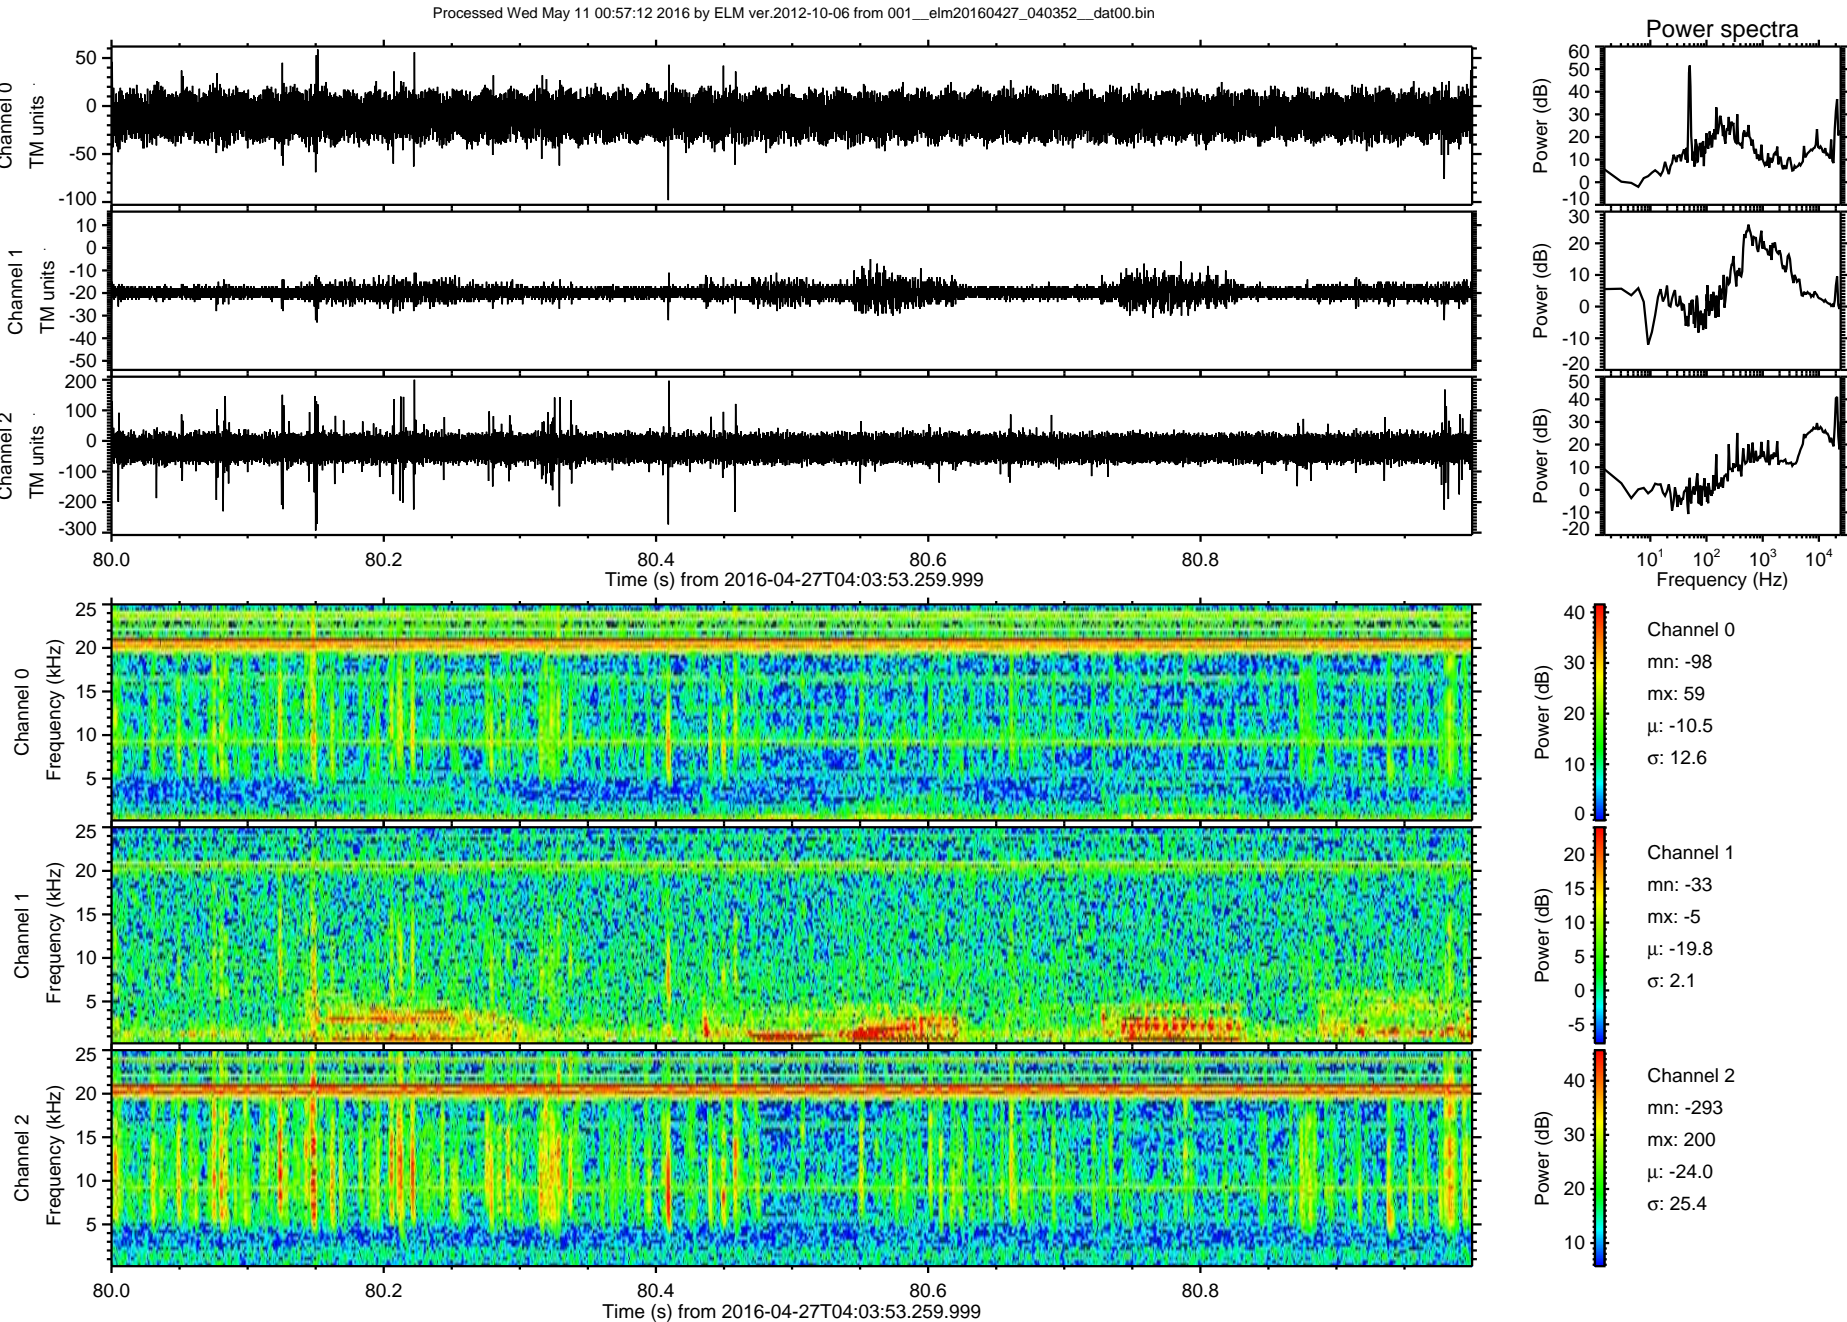 Processed Wed May 11 00:57:12 2016 by ELM ver.2012-10-06 from 001__elm20160427_040352__dat00.bin
Power spectra
Channel 0
TM units
50
0
-50
-100
Power (dB)
60
50
40
30
20
10
0
-10
Channel 1
TM units
10
0
-10
-20
-30
-40
-50
Power (dB)
30
20
10
0
-10
-20
Channel 2
TM units
200
100
0
-100
-200
-300
Power (dB)
50
40
30
20
10
0
-10
-20
80.0 80.2 80.4 80.6 80.8
Time (s) from 2016-04-27T04:03:53.259.999
10¹ 10² 10³ 10⁴
Frequency (Hz)
Channel 0
Frequency (kHz)
25
20
15
10
5
Power (dB)
40
30
20
10
0
Channel 0
mn: -98
mx: 59
μ: -10.5
σ: 12.6
Channel 1
Frequency (kHz)
25
20
15
10
5
Power (dB)
20
15
10
5
0
-5
Channel 1
mn: -33
mx: -5
μ: -19.8
σ: 2.1
Channel 2
Frequency (kHz)
25
20
15
10
5
Power (dB)
40
30
20
10
Channel 2
mn: -293
mx: 200
μ: -24.0
σ: 25.4
80.0 80.2 80.4 80.6 80.8
Time (s) from 2016-04-27T04:03:53.259.999